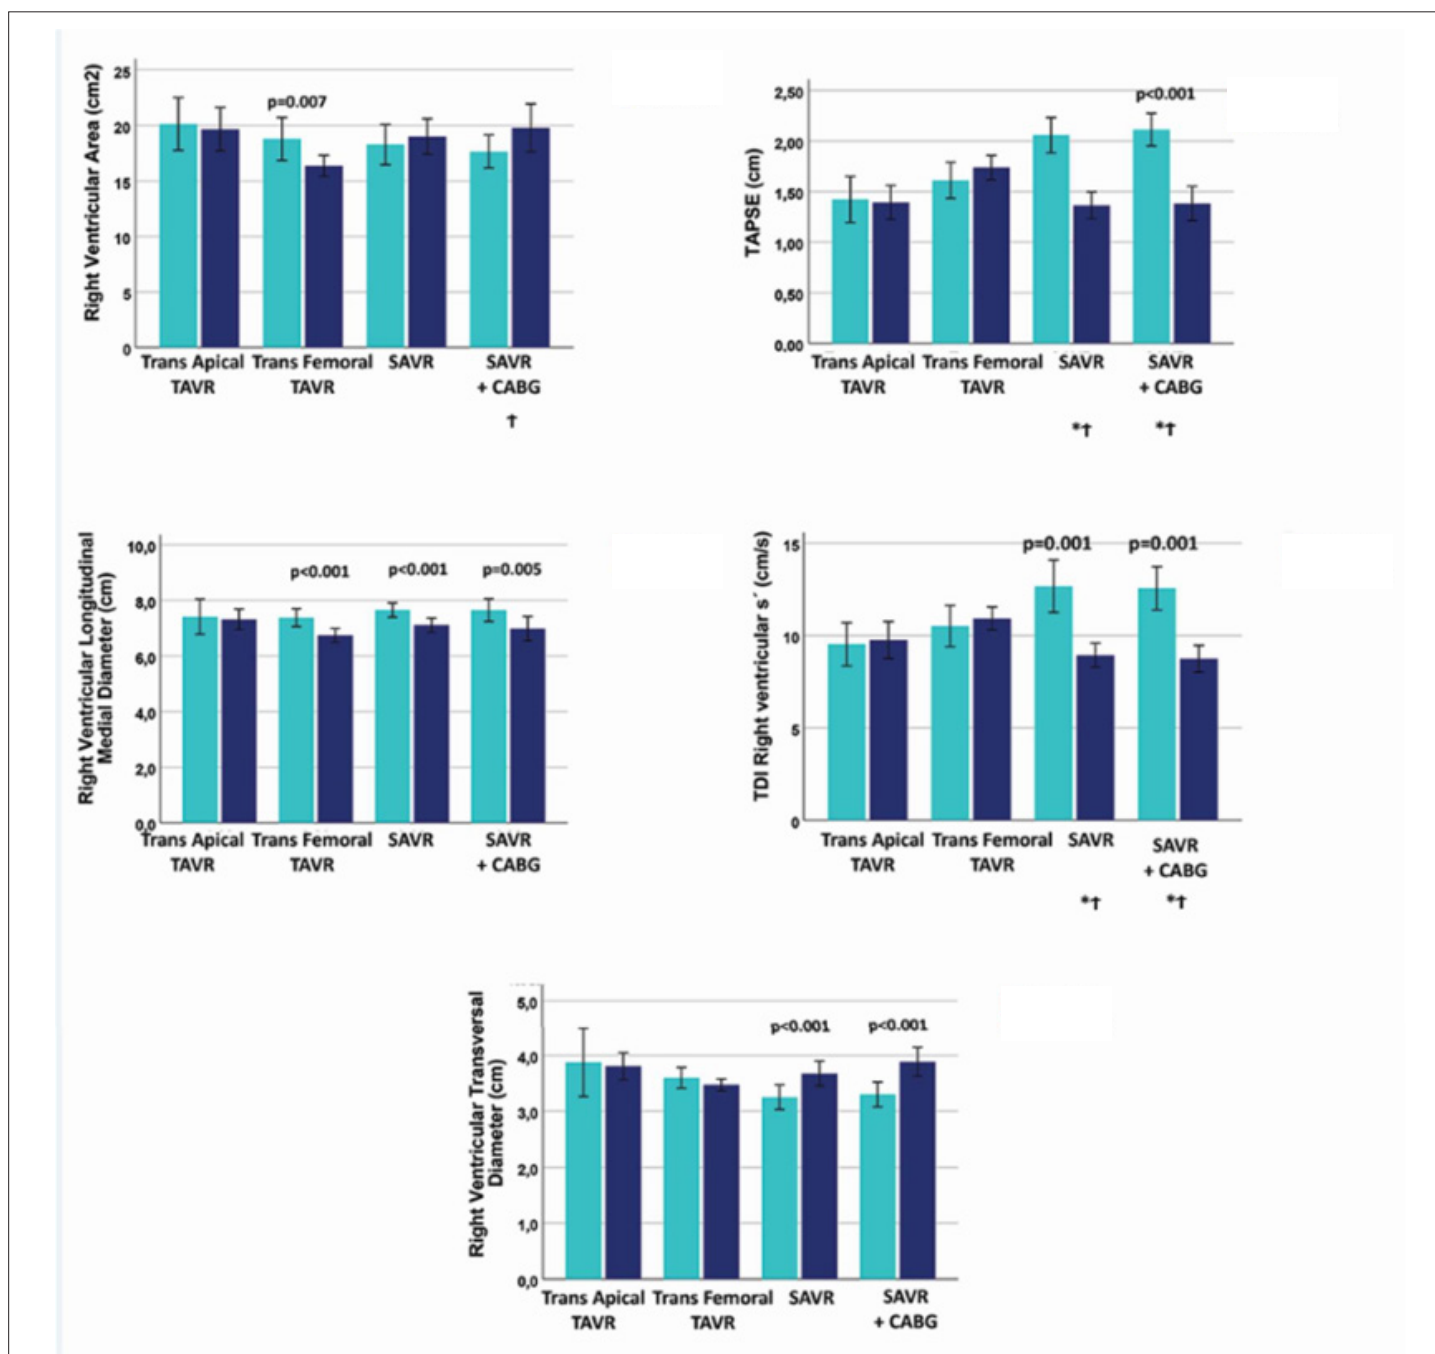 Right Ventricular Area (cm2)
25
20
15
10
5
0
p=0.007
Trans Apical Trans Femoral SAVR SAVR
TAVR TAVR + CABG
†
TAPSE (cm)
2,50
2,00
1,50
1,00
0,50
0,00
p<0.001
Trans Apical Trans Femoral SAVR SAVR
TAVR TAVR + CABG
*† *†
Right Ventricular Longitudinal
Medial Diameter (cm)
10,0
8,0
6,0
4,0
2,0
0,0
p<0.001 p<0.001 p=0.005
Trans Apical Trans Femoral SAVR SAVR
TAVR TAVR + CABG
TDI Right ventricular s´ (cm/s)
15
10
5
0
p=0.001 p=0.001
Trans Apical Trans Femoral SAVR SAVR
TAVR TAVR + CABG
*† *†
Right Ventricular Transversal
Diameter (cm)
5,0
4,0
3,0
2,0
1,0
0,0
p<0.001 p<0.001
Trans Apical Trans Femoral SAVR SAVR
TAVR TAVR + CABG